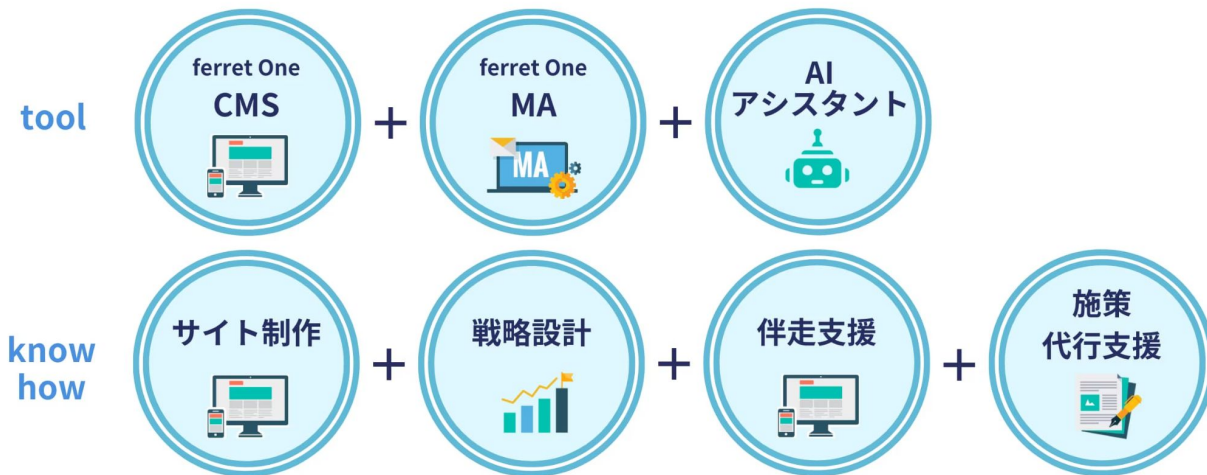 tool
ferret One
CMS
+
ferret One
MA
MA
+
AI
アシスタント
know
how
サイト制作
+
戦略設計
+
伴走支援
+
施策
代行支援